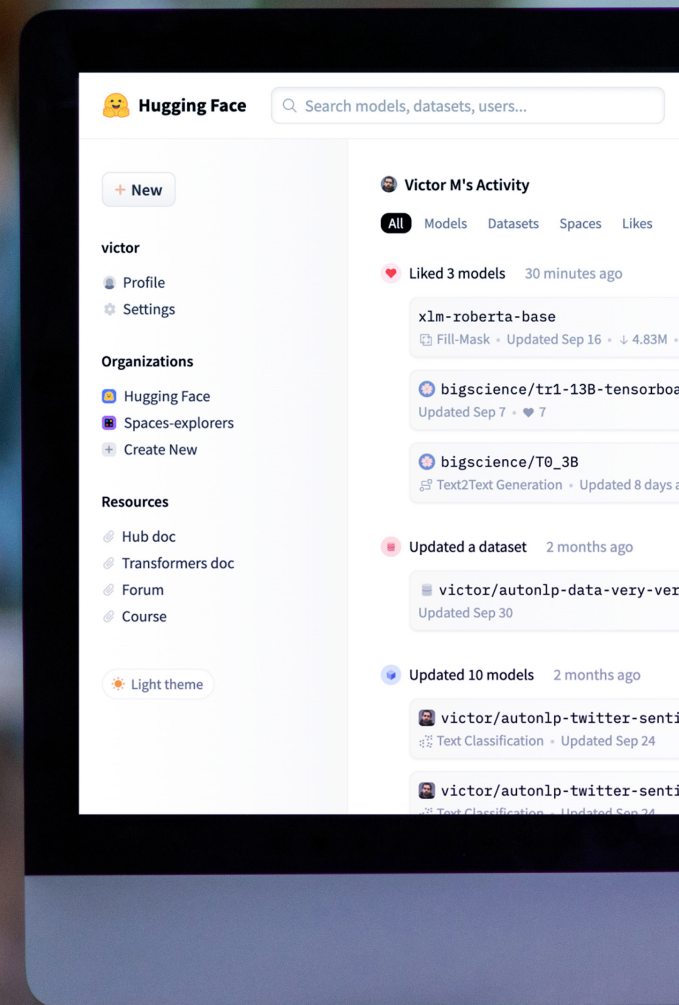 Hugging Face
Search models, datasets, users...
+ New
victor
Profile
Settings
Organizations
Hugging Face
Spaces-explorers
+ Create New
Resources
Hub doc
Transformers doc
Forum
Course
Light theme
Victor M's Activity
All Models Datasets Spaces Likes
Liked 3 models 30 minutes ago
xlm-roberta-base
Fill-Mask • Updated Sep 16 • ↓ 4.83M •
bigscience/tr1-13B-tensorboa
Updated Sep 7 • ♥ 7
bigscience/T0_3B
Text2Text Generation • Updated 8 days a
Updated a dataset 2 months ago
victor/autonlp-data-very-ver
Updated Sep 30
Updated 10 models 2 months ago
victor/autonlp-twitter-senti
Text Classification • Updated Sep 24
victor/autonlp-twitter-senti
Text Classification • Updated Sep 24